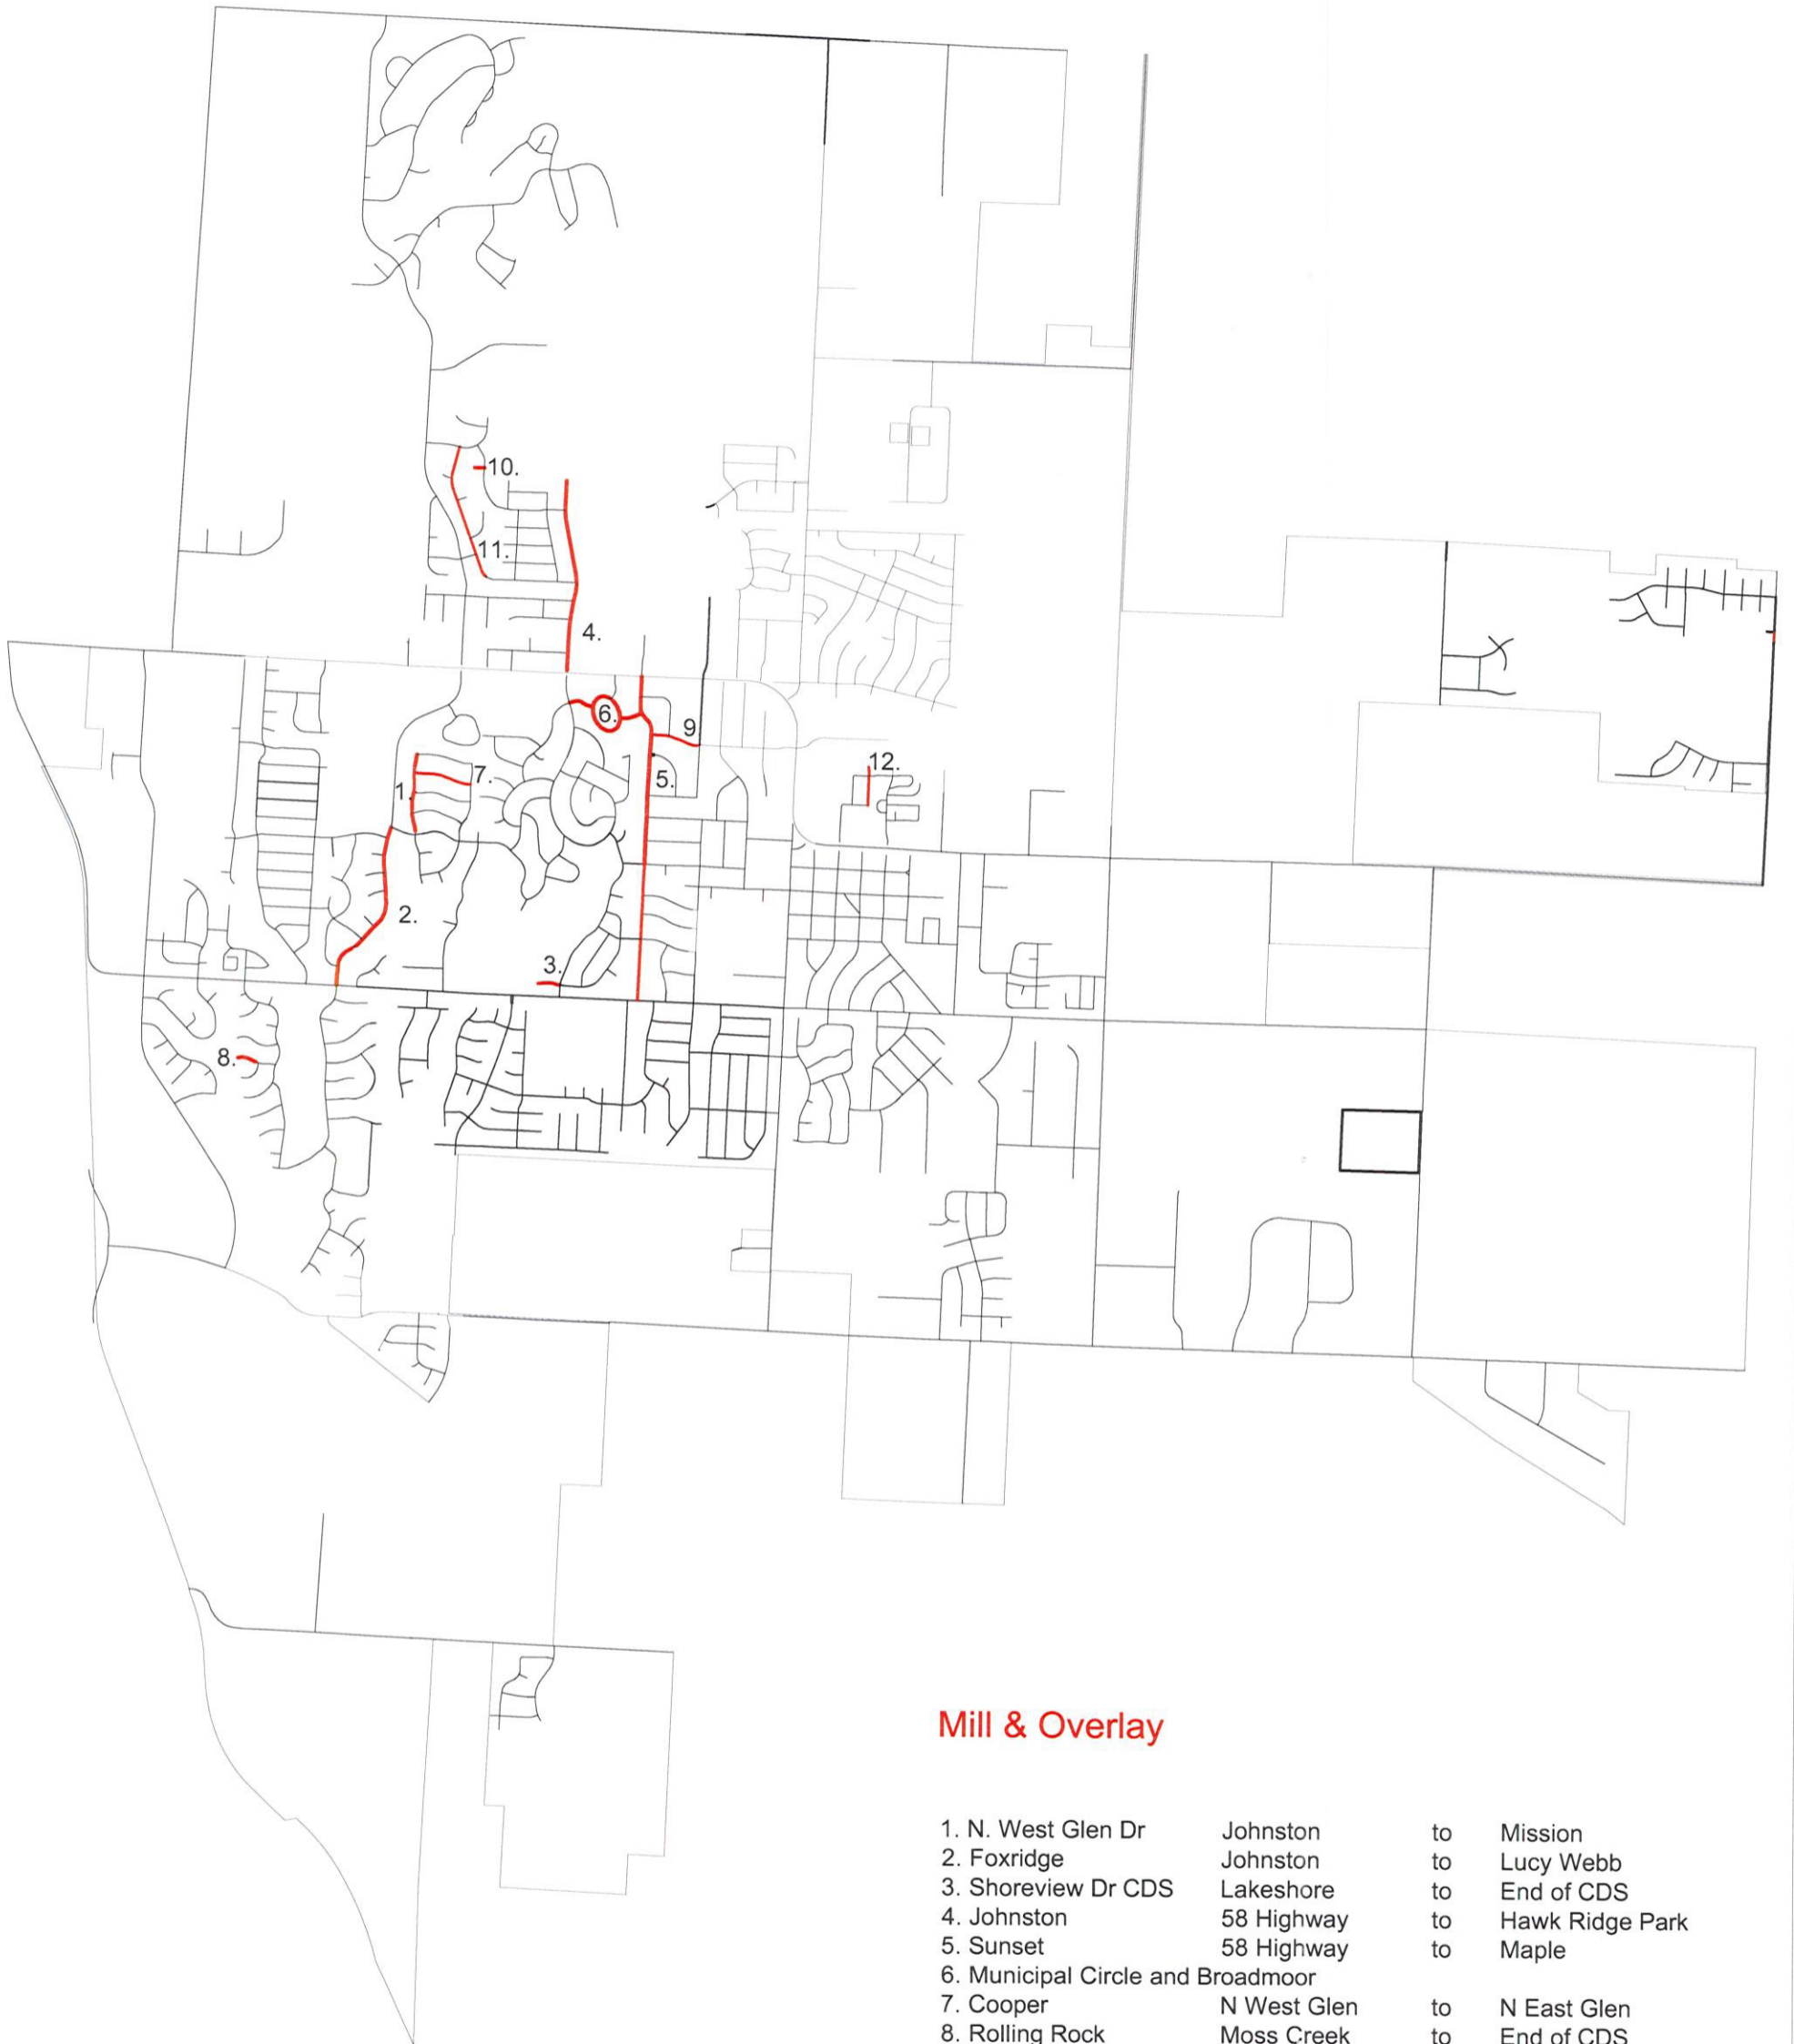 10.
11.
4.
6.
9
12.
7.
5.
1.
2.
3.
8.
Mill & Overlay
1. N. West Glen Dr Johnston to Mission
2. Foxridge Johnston to Lucy Webb
3. Shoreview Dr CDS Lakeshore to End of CDS
4. Johnston 58 Highway to Hawk Ridge Park
5. Sunset 58 Highway to Maple
6. Municipal Circle and Broadmoor
7. Cooper N West Glen to N East Glen
8. Rolling Rock Moss Creek to End of CDS